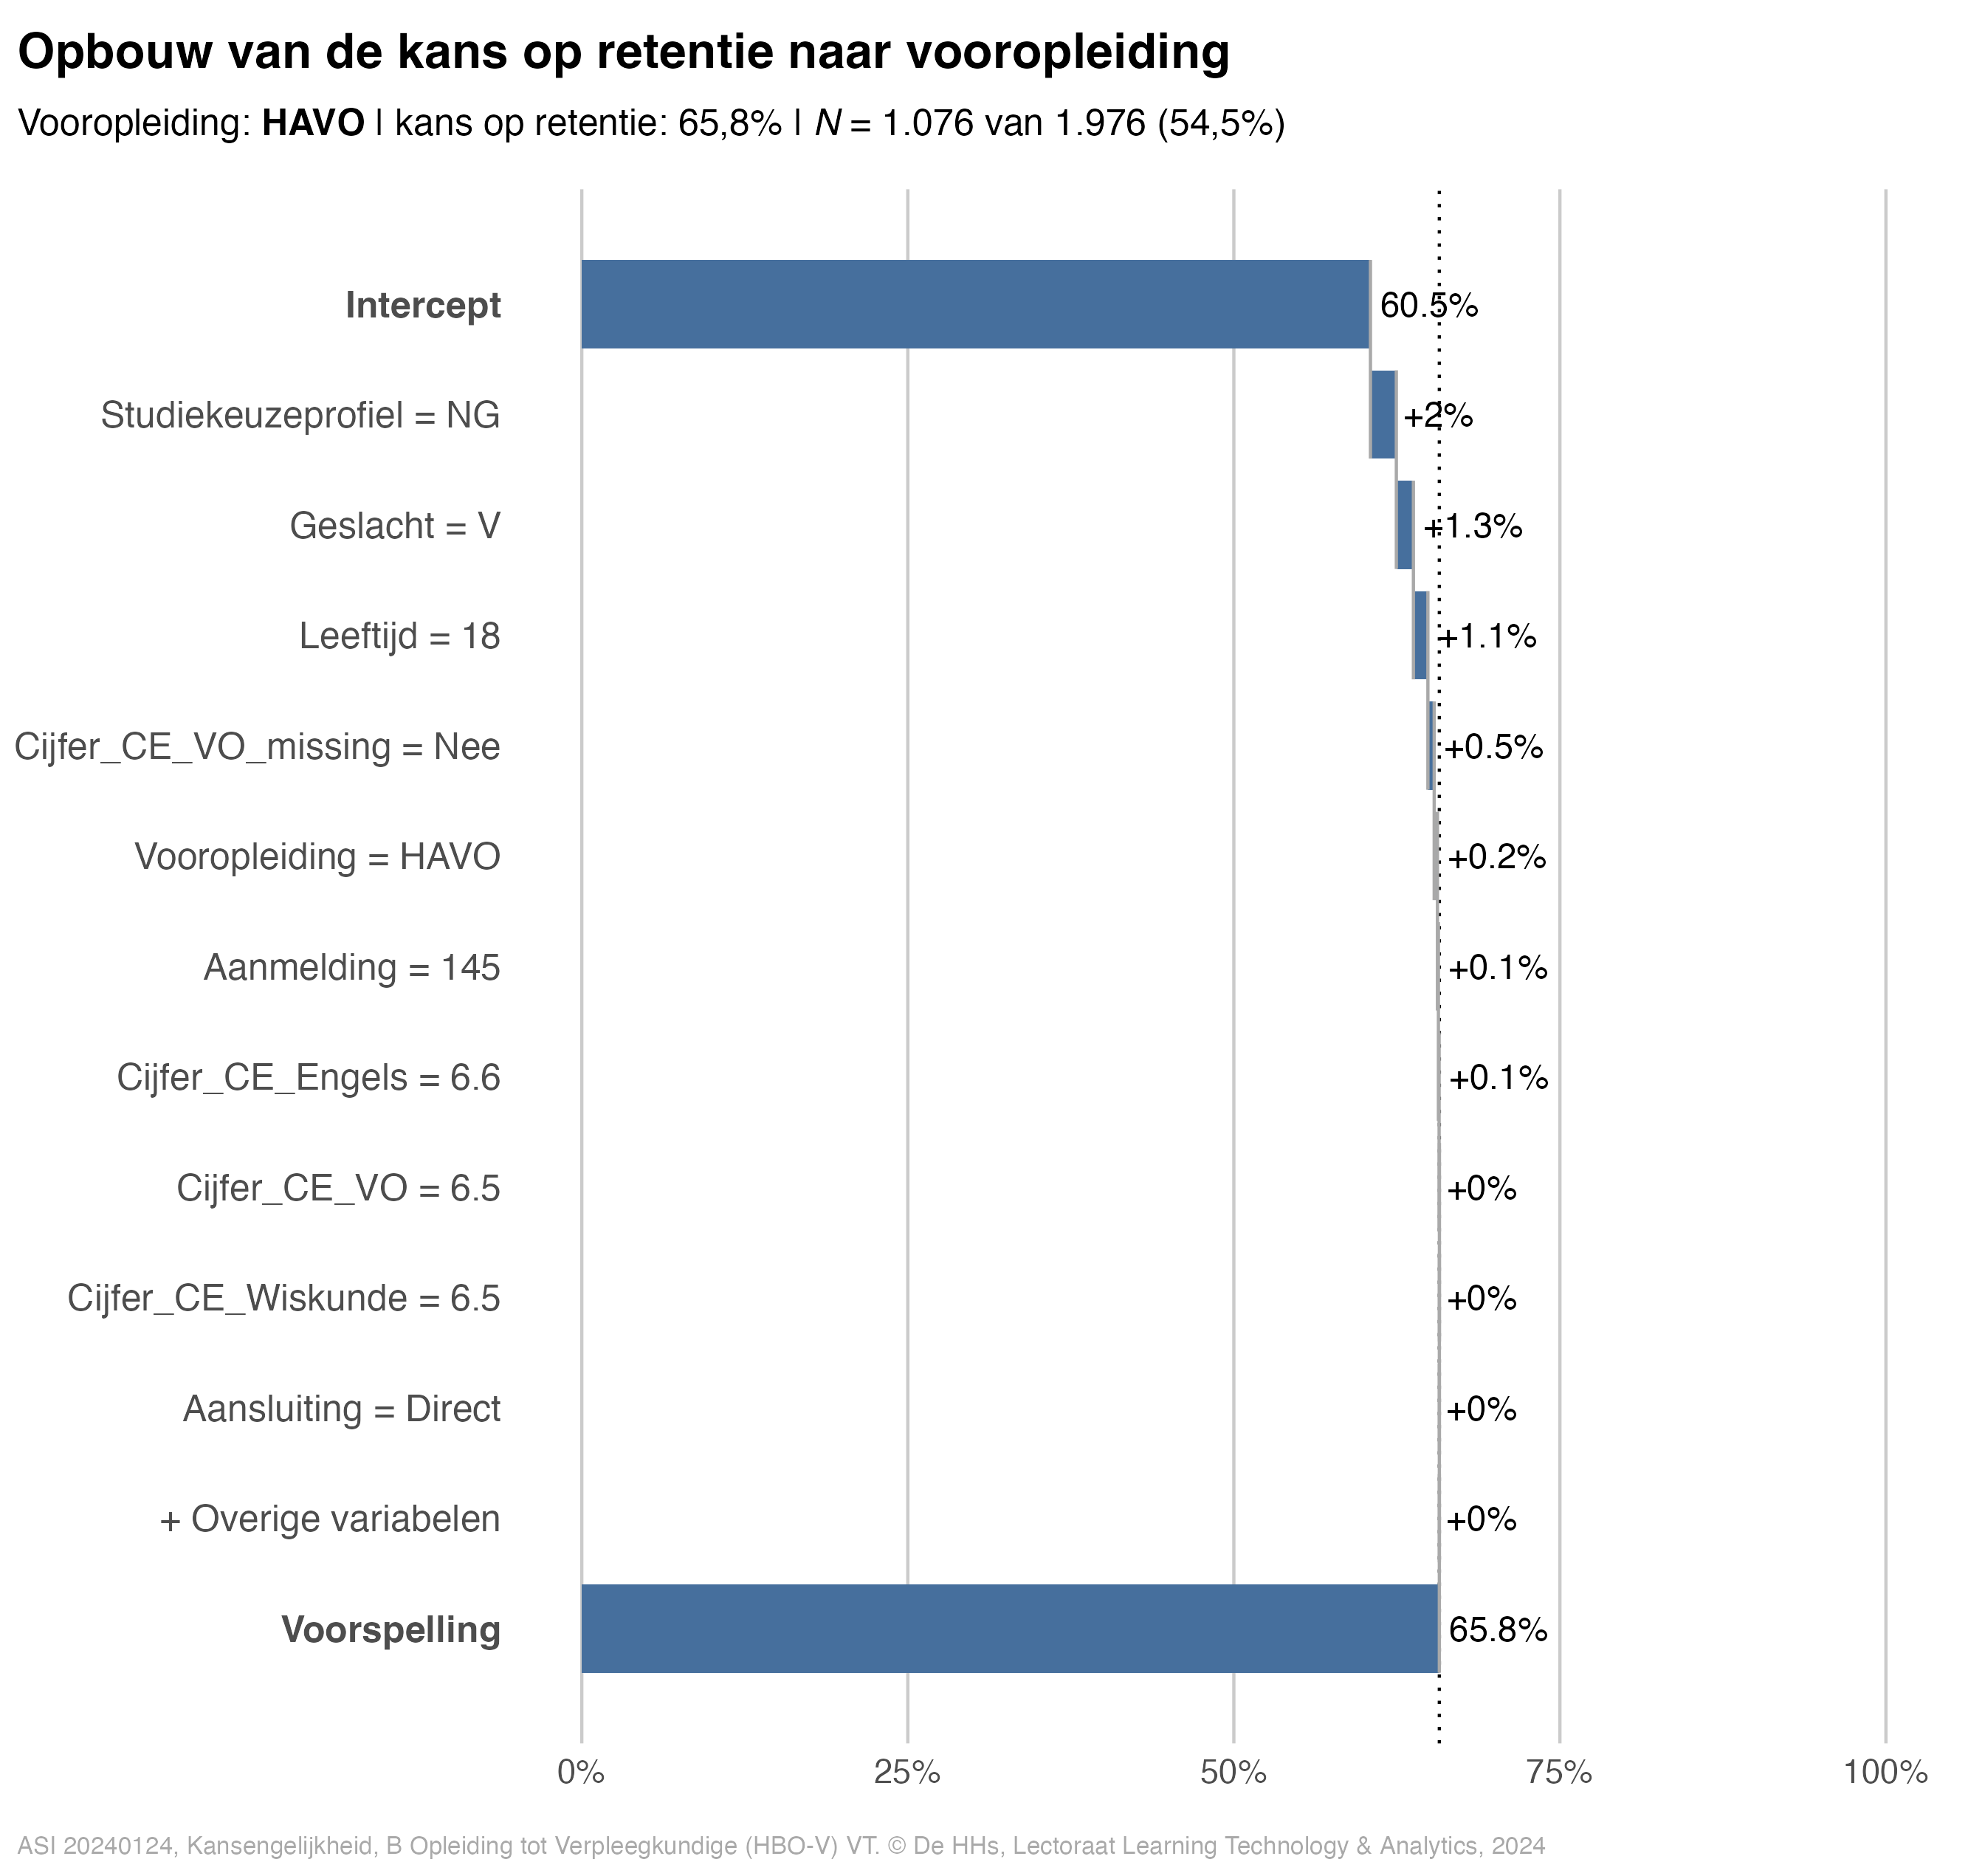 Opbouw van de kans op retentie naar vooropleiding
Vooropleiding: HAVO | kans op retentie: 65,8% | N = 1.076 van 1.976 (54,5%)
Intercept 60.5%
Studiekeuzeprofiel = NG +2%
Geslacht = V +1.3%
Leeftijd = 18 +1.1%
Cijfer_CE_VO_missing = Nee +0.5%
Vooropleiding = HAVO +0.2%
Aanmelding = 145 +0.1%
Cijfer_CE_Engels = 6.6 +0.1%
Cijfer_CE_VO = 6.5 +0%
Cijfer_CE_Wiskunde = 6.5 +0%
Aansluiting = Direct +0%
+ Overige variabelen +0%
Voorspelling 65.8%
0% 25% 50% 75% 100%
ASI 20240124, Kansengelijkheid, B Opleiding tot Verpleegkundige (HBO-V) VT. © De HHs, Lectoraat Learning Technology & Analytics, 2024